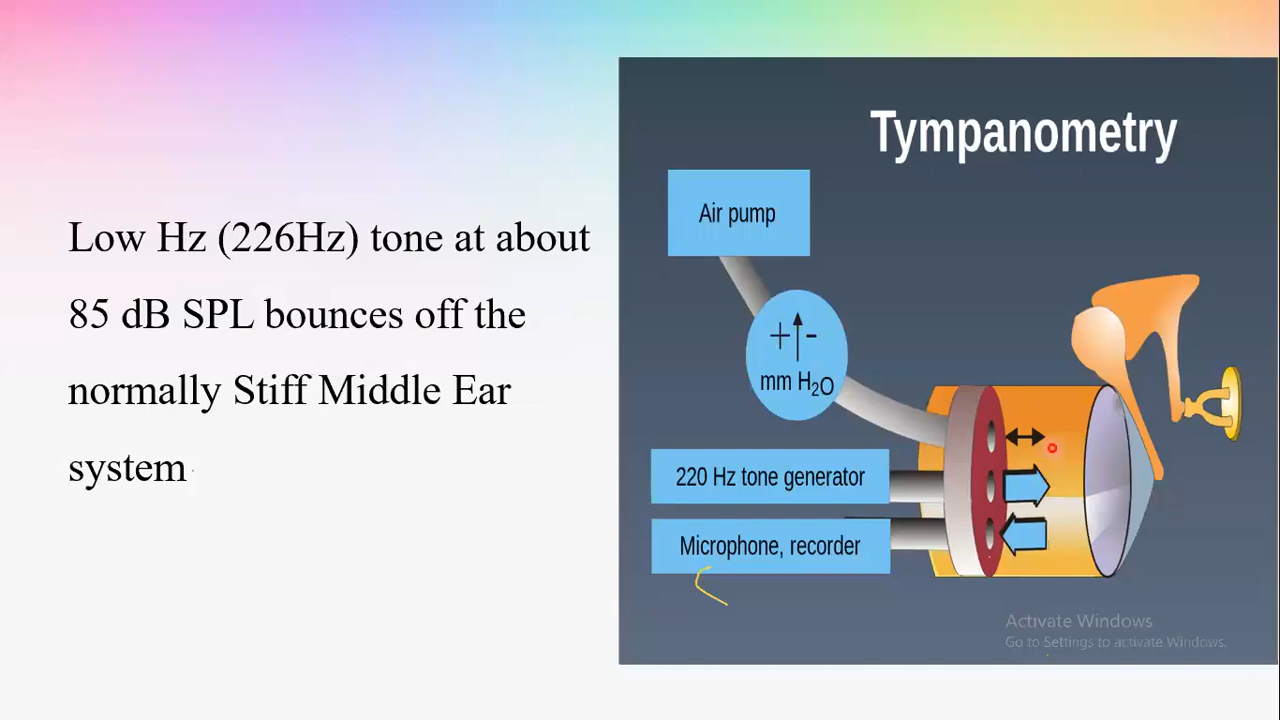 Low Hz (226Hz) tone at about
85 dB SPL bounces off the
normally Stiff Middle Ear
system
Tympanometry
Air pump
+ -
mm H₂O
220 Hz tone generator
Microphone, recorder
Activate Windows
Go to Settings to activate Windows.